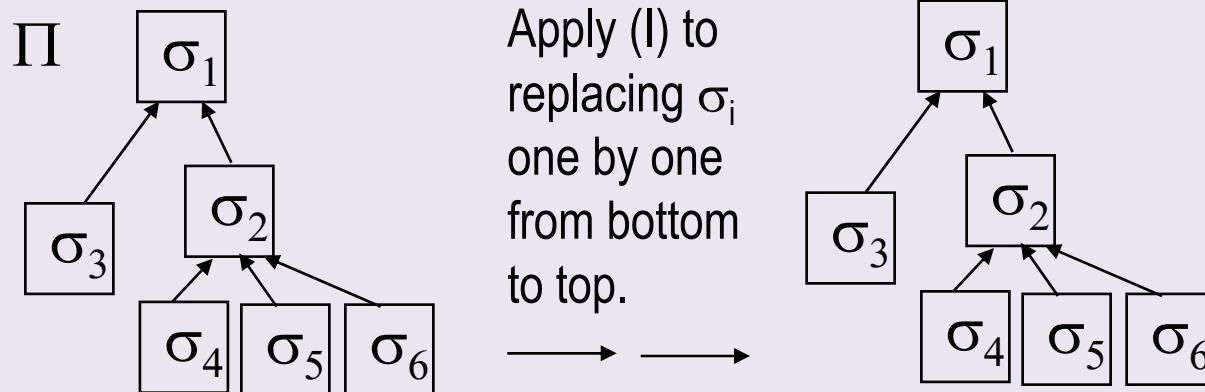 Π
σ1
σ3
σ2
σ4 σ5 σ6
Apply (I) to
replacing σi
one by one
from bottom
to top.
σ1
σ3
σ2
σ4 σ5 σ6